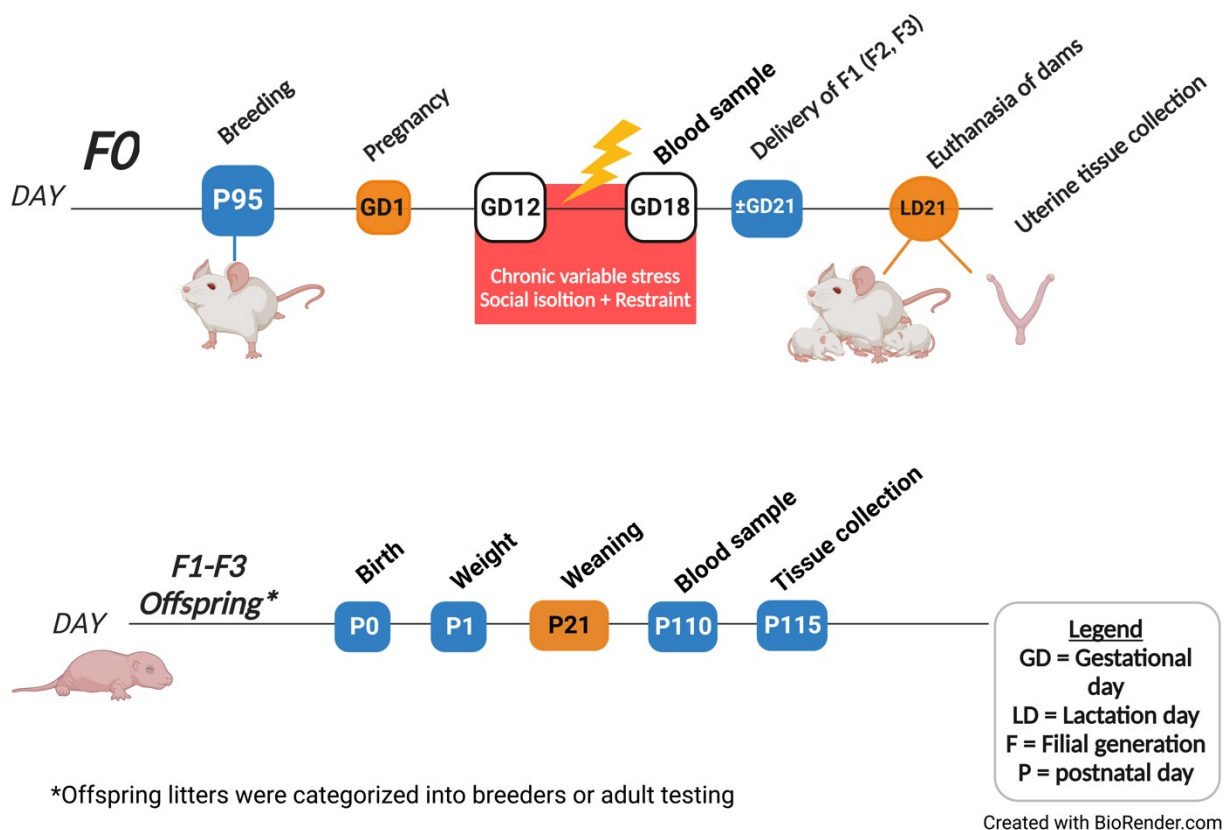 F0
DAY
Breeding
Pregnancy
Blood sample
Delivery of F1 (F2, F3)
Euthanasia of dams
Uterine tissue collection
P95
GD1
GD12
GD18
±GD21
LD21
Chronic variable stress
Social isoltion + Restraint
F1-F3
Offspring*
DAY
Birth
Weight
Weaning
Blood sample
Tissue collection
P0
P1
P21
P110
P115
Legend
GD = Gestational
day
LD = Lactation day
F = Filial generation
P = postnatal day
*Offspring litters were categorized into breeders or adult testing
Created with BioRender.com